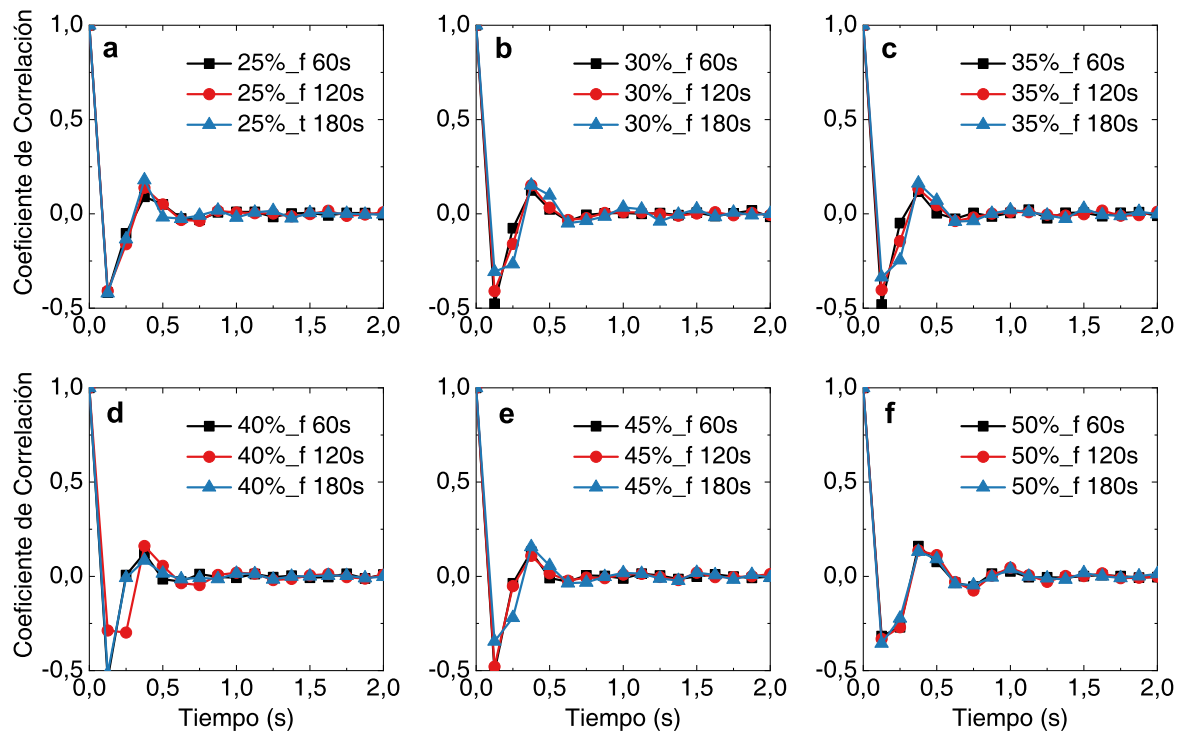 Coeficiente de Correlación
1,0
0,5
0,0
-0,5
a
25%_f 60s
25%_f 120s
25%_t 180s
0,0 0,5 1,0 1,5 2,0
1,0
0,5
0,0
-0,5
b
30%_f 60s
30%_f 120s
30%_f 180s
0,0 0,5 1,0 1,5 2,0
1,0
0,5
0,0
-0,5
c
35%_f 60s
35%_f 120s
35%_f 180s
0,0 0,5 1,0 1,5 2,0
Coeficiente de Correlación
1,0
0,5
0,0
-0,5
d
40%_f 60s
40%_f 120s
40%_f 180s
0,0 0,5 1,0 1,5 2,0
Tiempo (s)
1,0
0,5
0,0
-0,5
e
45%_f 60s
45%_f 120s
45%_f 180s
0,0 0,5 1,0 1,5 2,0
Tiempo (s)
1,0
0,5
0,0
-0,5
f
50%_f 60s
50%_f 120s
50%_f 180s
0,0 0,5 1,0 1,5 2,0
Tiempo (s)